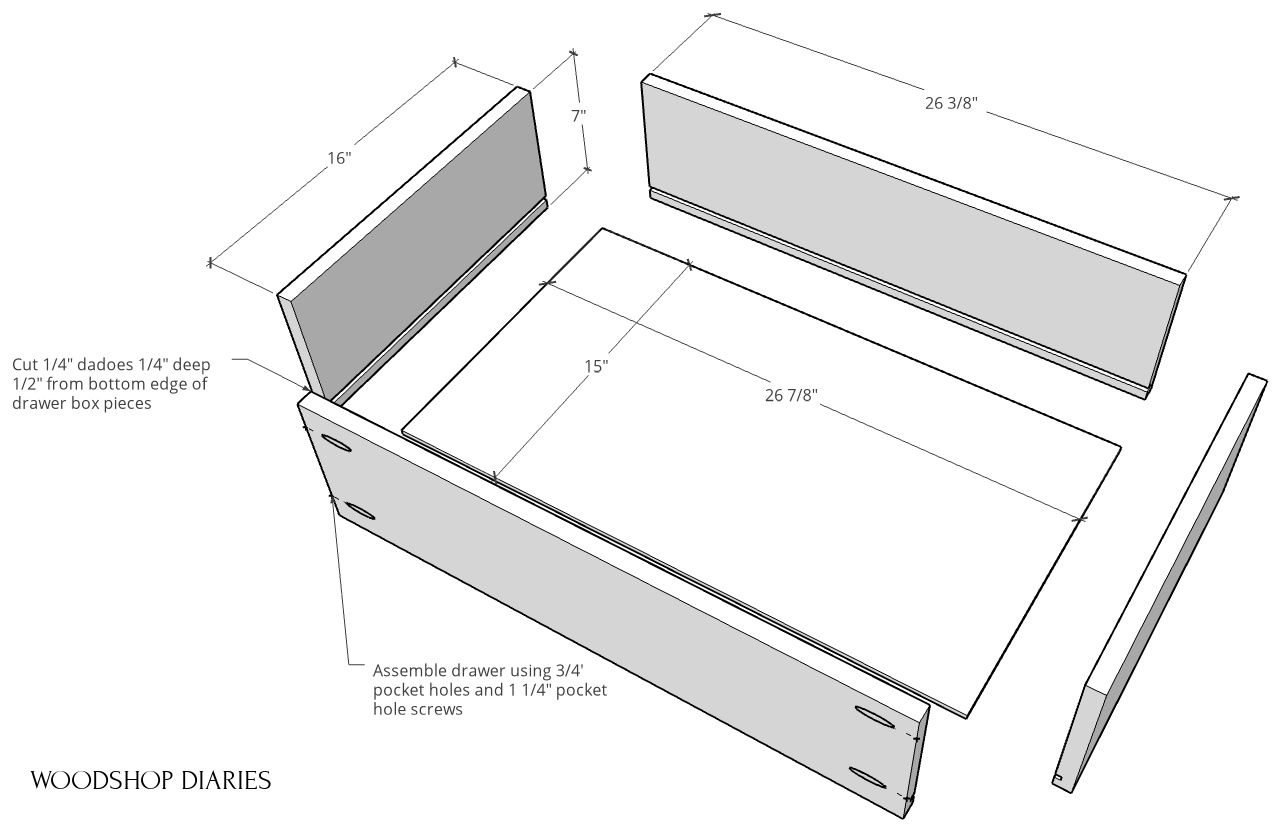 26 3/8"
7"
16"
15"
26 7/8"
Cut 1/4" dadoes 1/4" deep
1/2" from bottom edge of
drawer box pieces
Assemble drawer using 3/4'
pocket holes and 1 1/4" pocket
hole screws
WOODSHOP DIARIES